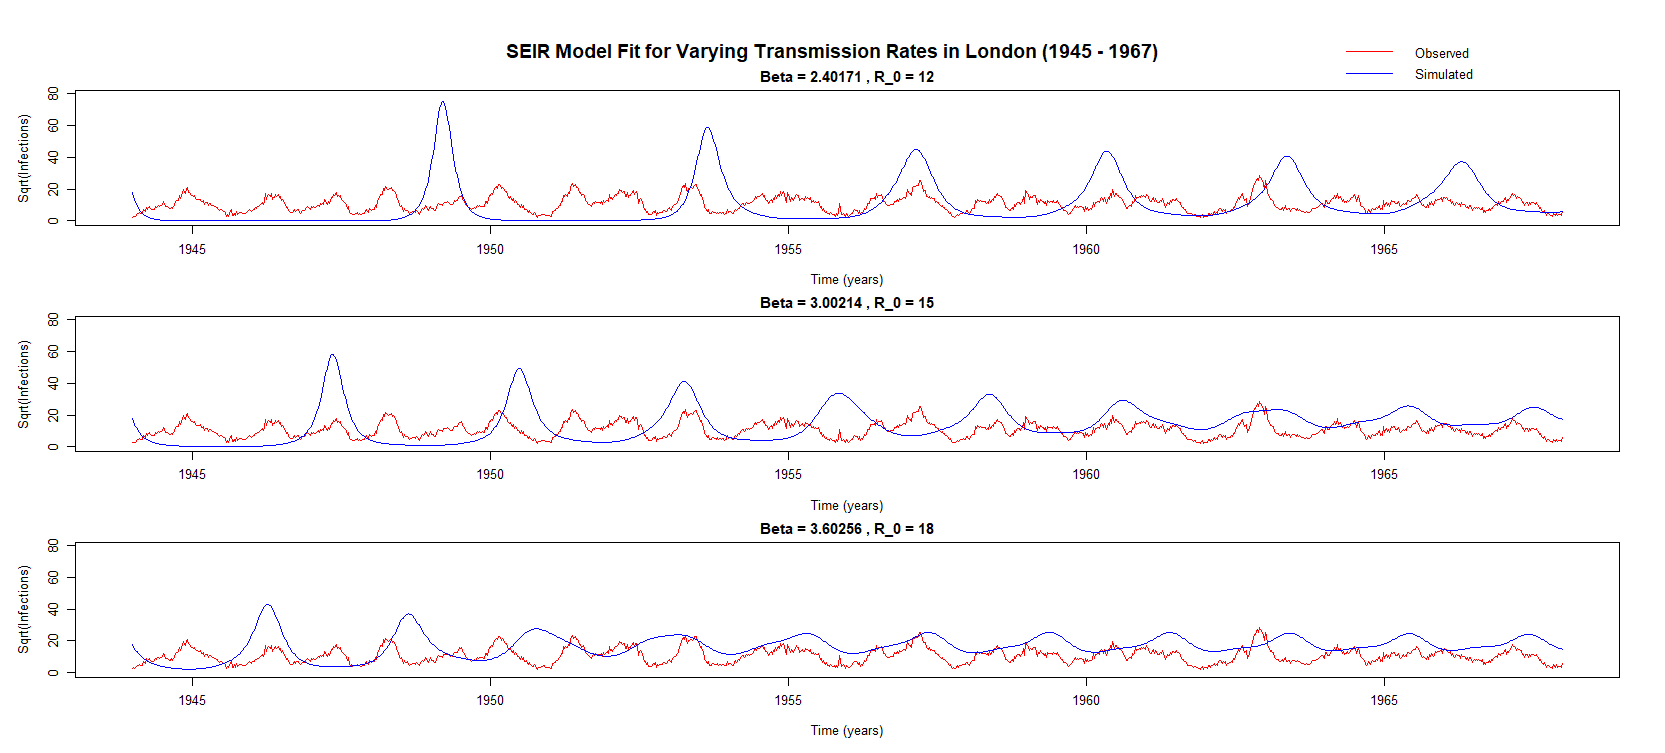 SEIR Model Fit for Varying Transmission Rates in London (1945 - 1967)
Observed
Simulated
Beta = 2.40171 , R_0 = 12
Sqrt(Infections)
80
60
40
20
0
1945 1950 1955 1960 1965
Time (years)
Beta = 3.00214 , R_0 = 15
Sqrt(Infections)
80
60
40
20
0
1945 1950 1955 1960 1965
Time (years)
Beta = 3.60256 , R_0 = 18
Sqrt(Infections)
80
60
40
20
0
1945 1950 1955 1960 1965
Time (years)